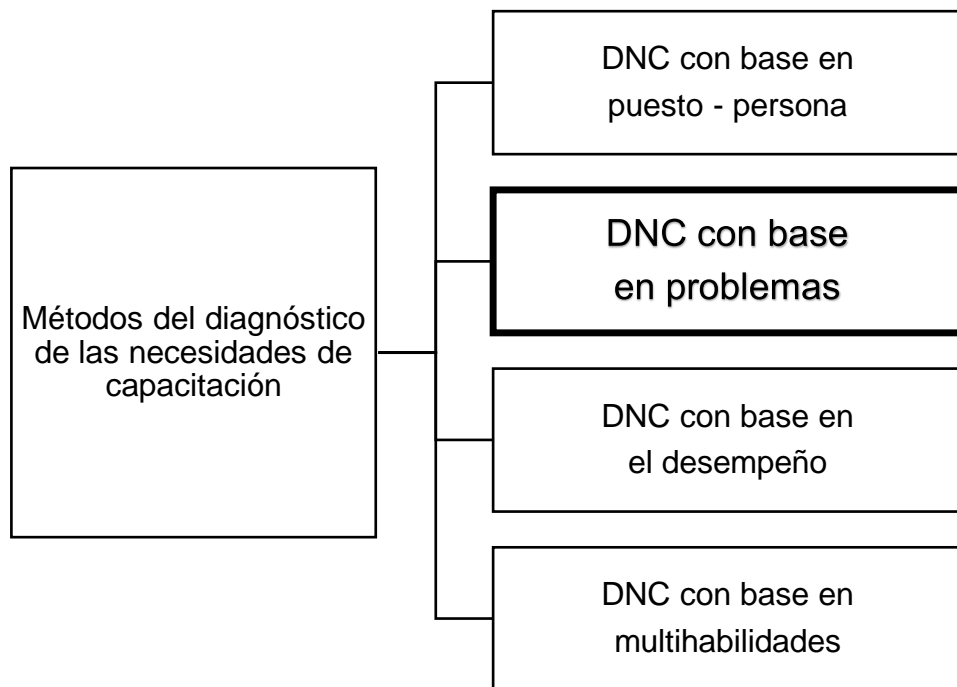 Métodos del diagnóstico
de las necesidades de
capacitación
DNC con base en
puesto - persona
DNC con base
en problemas
DNC con base en
el desempeño
DNC con base en
multihabilidades